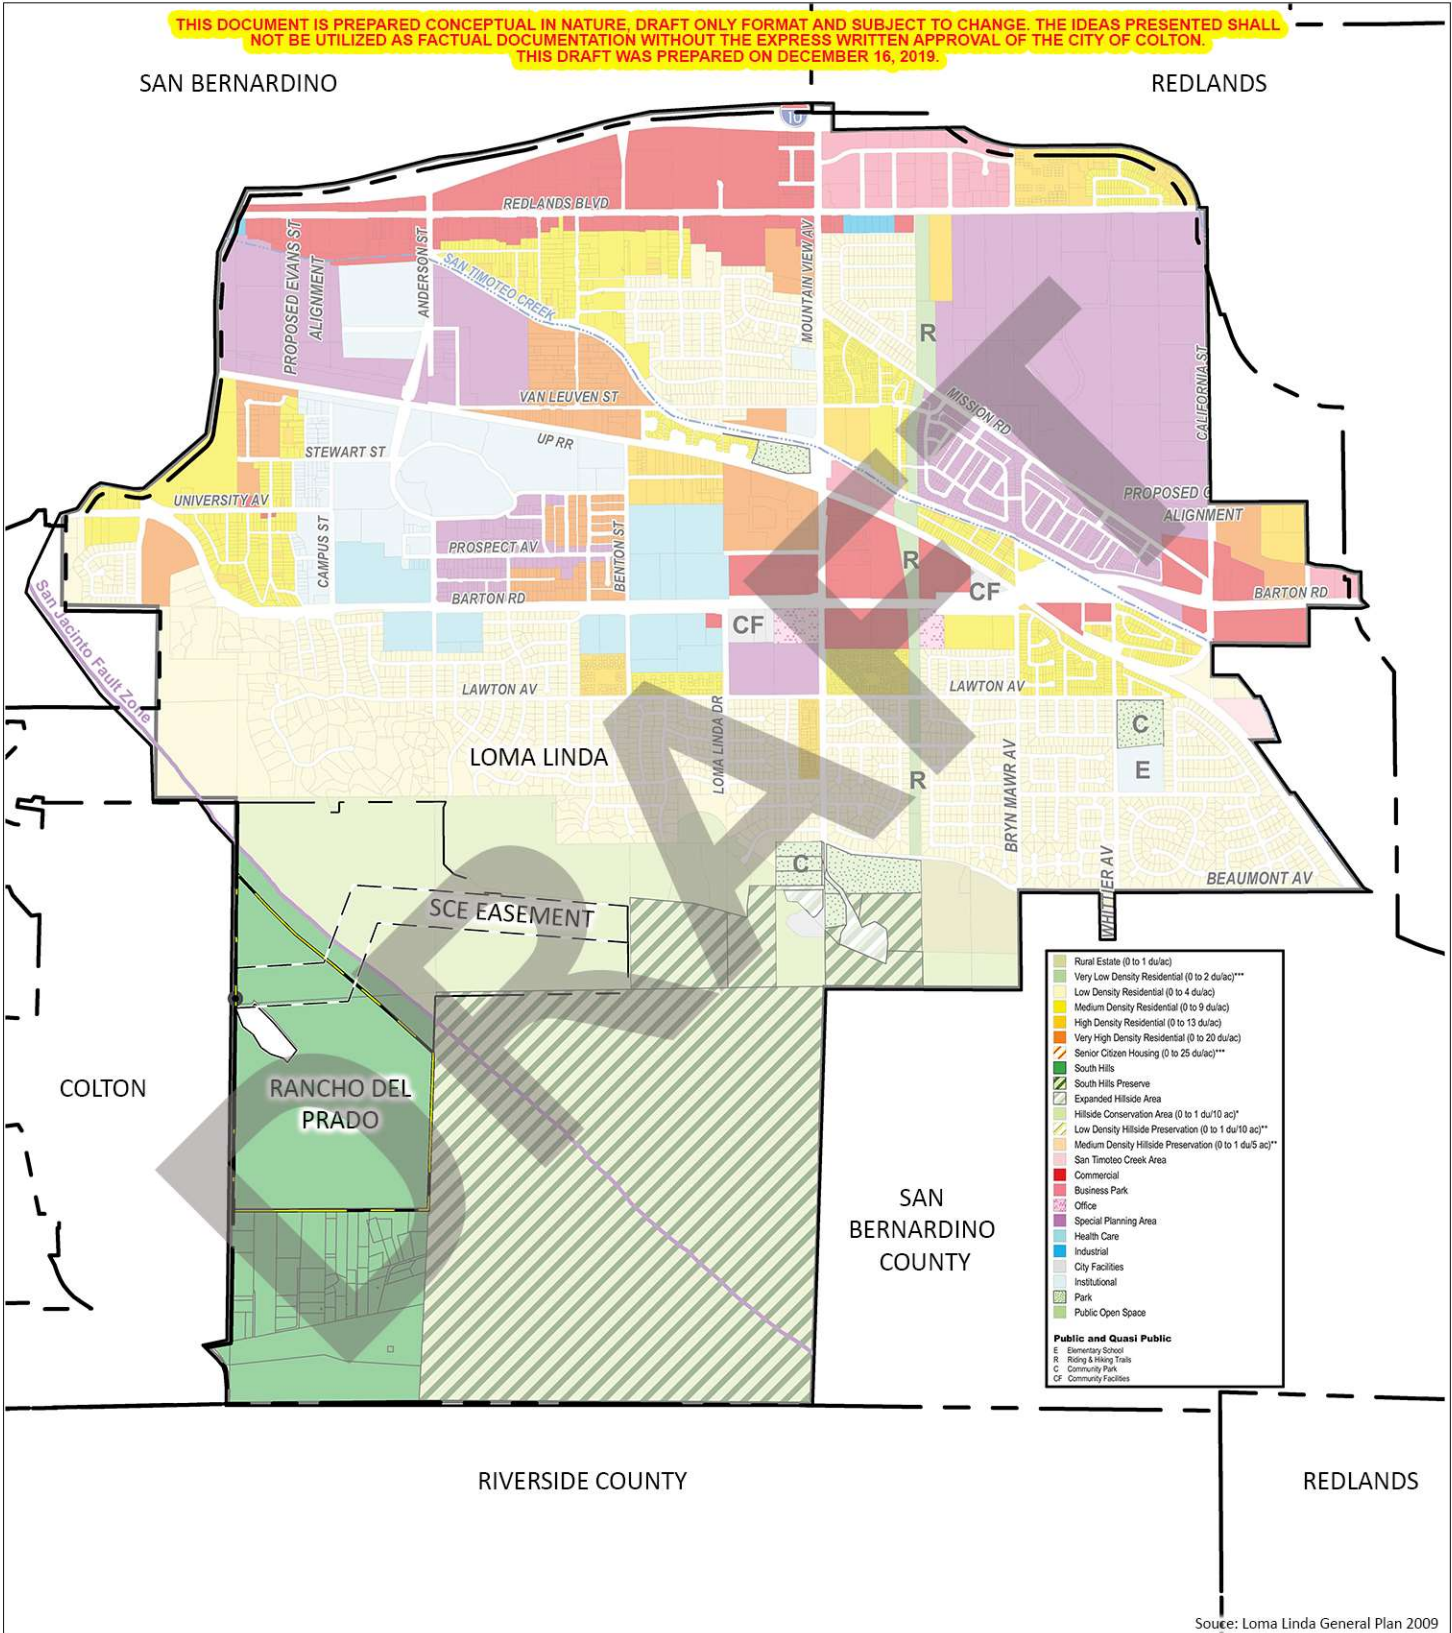 THIS DOCUMENT IS PREPARED CONCEPTUAL IN NATURE, DRAFT ONLY FORMAT AND SUBJECT TO CHANGE. THE IDEAS PRESENTED SHALL
NOT BE UTILIZED AS FACTUAL DOCUMENTATION WITHOUT THE EXPRESS WRITTEN APPROVAL OF THE CITY OF COLTON.
THIS DRAFT WAS PREPARED ON DECEMBER 16, 2019.
SAN BERNARDINO
REDLANDS
10
REDLANDS BLVD
PROPOSED EVANS ST
ALIGNMENT
ANDERSON ST
SAN TIMOTEO CREEK
MOUNTAIN VIEW AV
R
CALIFORNIA ST
VAN LEUVEN ST
MISSION RD
UP RR
STEWART ST
UNIVERSITY AV
PROPOSED C
ALIGNMENT
CAMPUS ST
PROSPECT AV
BENTON ST
R
BARTON RD
CF
BARTON RD
CF
San Jacinto Fault Zone
LAWTON AV
LAWTON AV
LOMA LINDA DR
C
LOMA LINDA
BRYN MAWR AV
E
R
C
WHITTIER AV
BEAUMONT AV
SCE EASEMENT
COLTON
RANCHO DEL
PRADO
DRAFT
SAN
BERNARDINO
COUNTY
Rural Estate (0 to 1 du/ac)
Very Low Density Residential (0 to 2 du/ac)***
Low Density Residential (0 to 4 du/ac)
Medium Density Residential (0 to 9 du/ac)
High Density Residential (0 to 13 du/ac)
Very High Density Residential (0 to 20 du/ac)
Senior Citizen Housing (0 to 25 du/ac)***
South Hills
South Hills Preserve
Expanded Hillside Area
Hillside Conservation Area (0 to 1 du/10 ac)*
Low Density Hillside Preservation (0 to 1 du/10 ac)**
Medium Density Hillside Preservation (0 to 1 du/5 ac)**
San Timoteo Creek Area
Commercial
Business Park
Office
Special Planning Area
Health Care
Industrial
City Facilities
Institutional
Park
Public Open Space
Public and Quasi Public
E Elementary School
R Riding & Hiking Trails
C Community Park
CF Community Facilities
RIVERSIDE COUNTY
REDLANDS
Souce: Loma Linda General Plan 2009